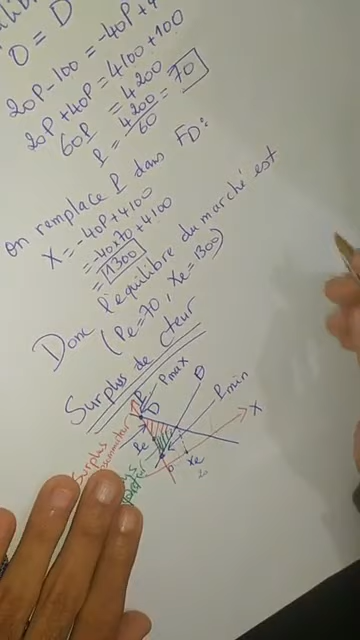 O = D
20P - 100 = -40P + 4
20P + 40P = 4100 + 100
60P = 4200
P = 4200/60 = 70
on remplace P dans FD:
X = -40P + 4100
= -40x70 + 4100
= 1300
Donc l'équilibre du marché est
(Pe = 70, Xe = 1300)
Surplus de cteur
P
Pmax
D
θ
Pmin
X
Pe
Xe
Surplus